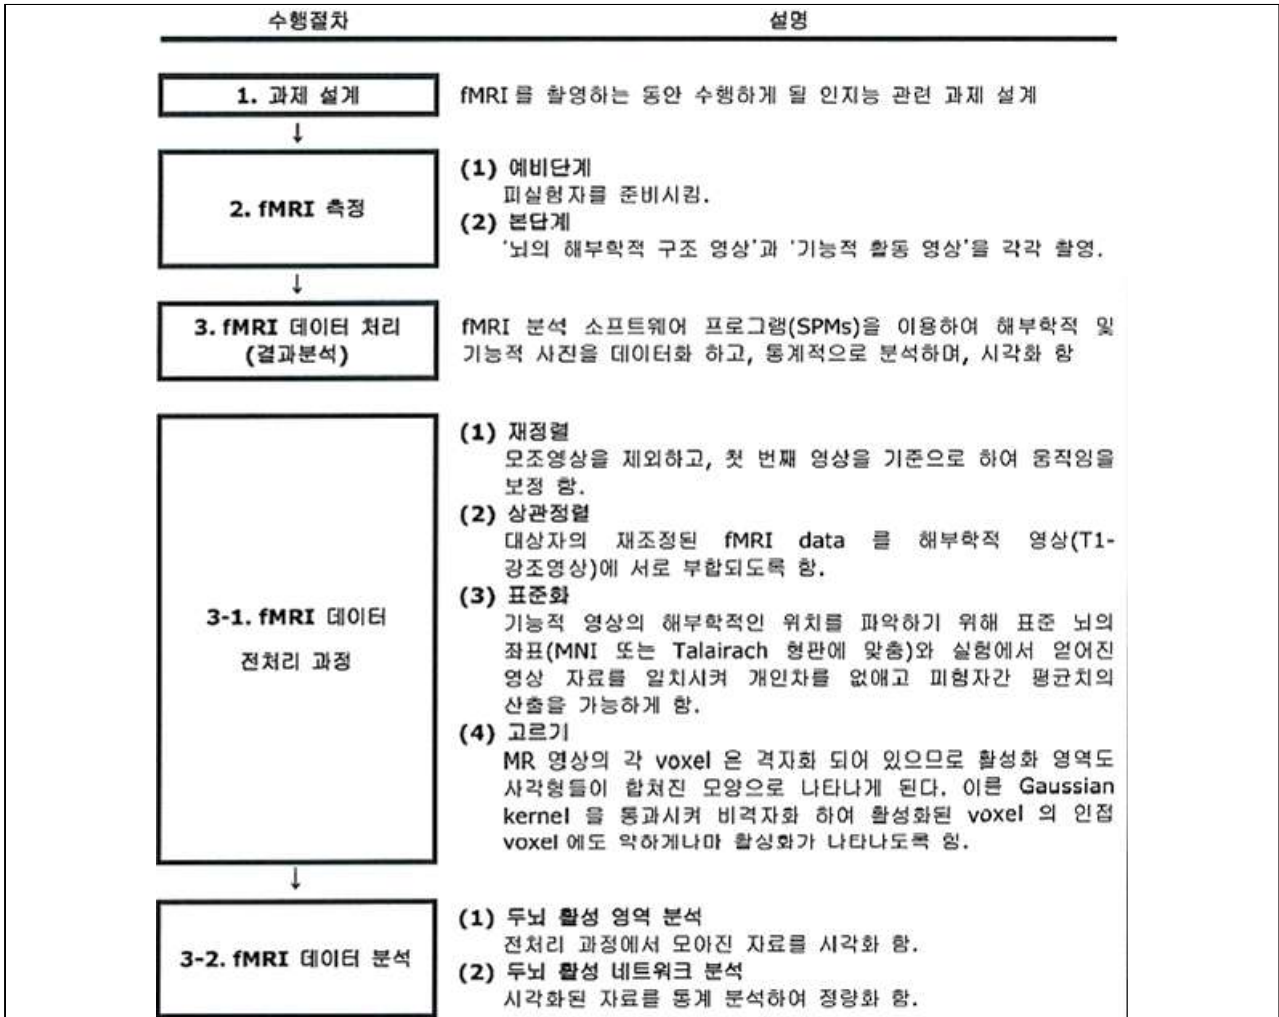 수행절차 설명
1. 과제 설계 fMRI 를 촬영하는 동안 수행하게 될 인지능 관련 과제 설계
↓
2. fMRI 측정
(1) 예비단계
피실험자를 준비시킴.
(2) 본단계
'뇌의 해부학적 구조 영상'과 '기능적 활동 영상'을 각각 촬영.
↓
3. fMRI 데이터 처리
(결과분석)
fMRI 분석 소프트웨어 프로그램(SPMs)을 이용하여 해부학적 및
기능적 사진을 데이터화 하고, 통계적으로 분석하며, 시각화 함
3-1. fMRI 데이터
전처리 과정
(1) 재정렬
모조영상을 제외하고, 첫 번째 영상을 기준으로 하여 움직임을
보정 함.
(2) 상관정렬
대상자의 재조정된 fMRI data 를 해부학적 영상(T1-
강조영상)에 서로 부합되도록 함.
(3) 표준화
기능적 영상의 해부학적인 위치를 파악하기 위해 표준 뇌의
좌표(MNI 또는 Talairach 형판에 맞춤)와 실험에서 얻어진
영상 자료를 일치시켜 개인차를 없애고 피험자간 평균치의
산출을 가능하게 함.
(4) 고르기
MR 영상의 각 voxel 은 격자화 되어 있으므로 활성화 영역도
사각형들이 합쳐진 모양으로 나타나게 된다. 이를 Gaussian
kernel 을 통과시켜 비격자화 하여 활성화된 voxel 의 인접
voxel 에도 약하게나마 활성화가 나타나도록 함.
↓
3-2. fMRI 데이터 분석
(1) 두뇌 활성 영역 분석
전처리 과정에서 모아진 자료를 시각화 함.
(2) 두뇌 활성 네트워크 분석
시각화된 자료를 통계 분석하여 정량화 함.